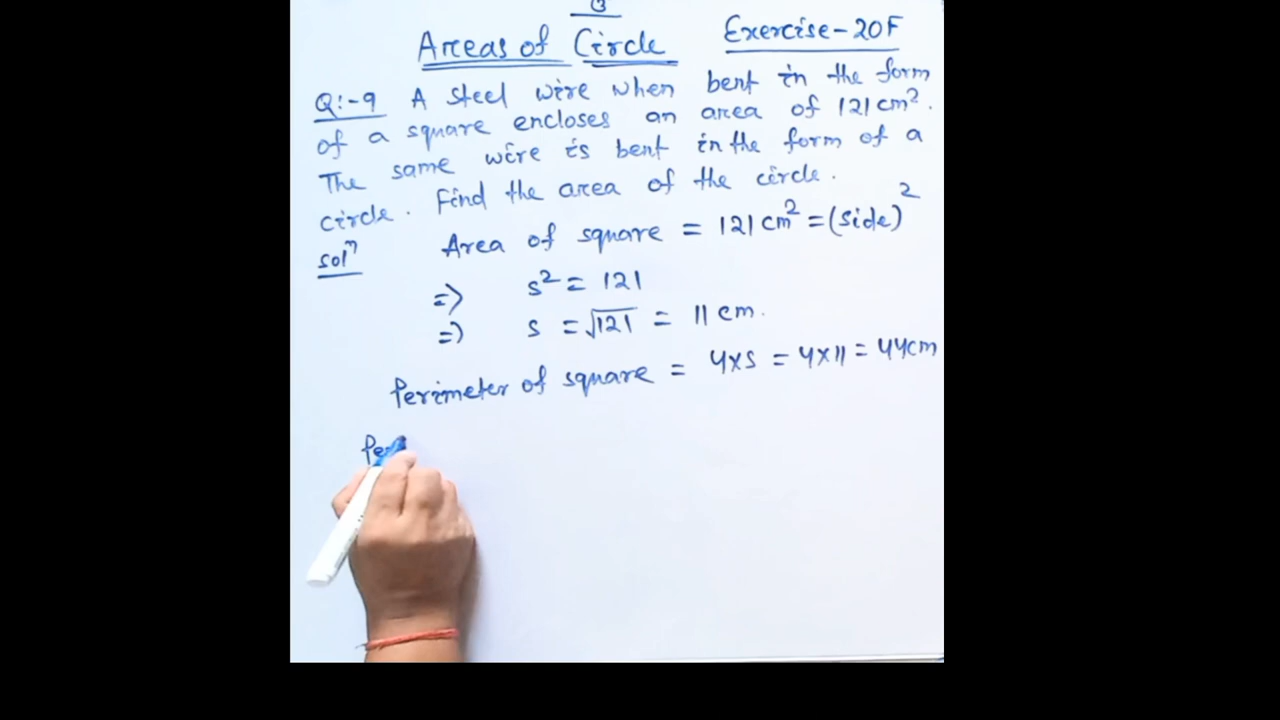 3
Areas of Circle Exercise-20F
Q:-9 A steel wire when bent in the form
of a square encloses an area of 121 cm².
The same wire is bent in the form of a
circle. Find the area of the circle.
Solⁿ Area of square = 121 cm² = (side)²
=> s² = 121
=> s = √121 = 11 cm.
Perimeter of square = 4×s = 4×11 = 44cm
Pe